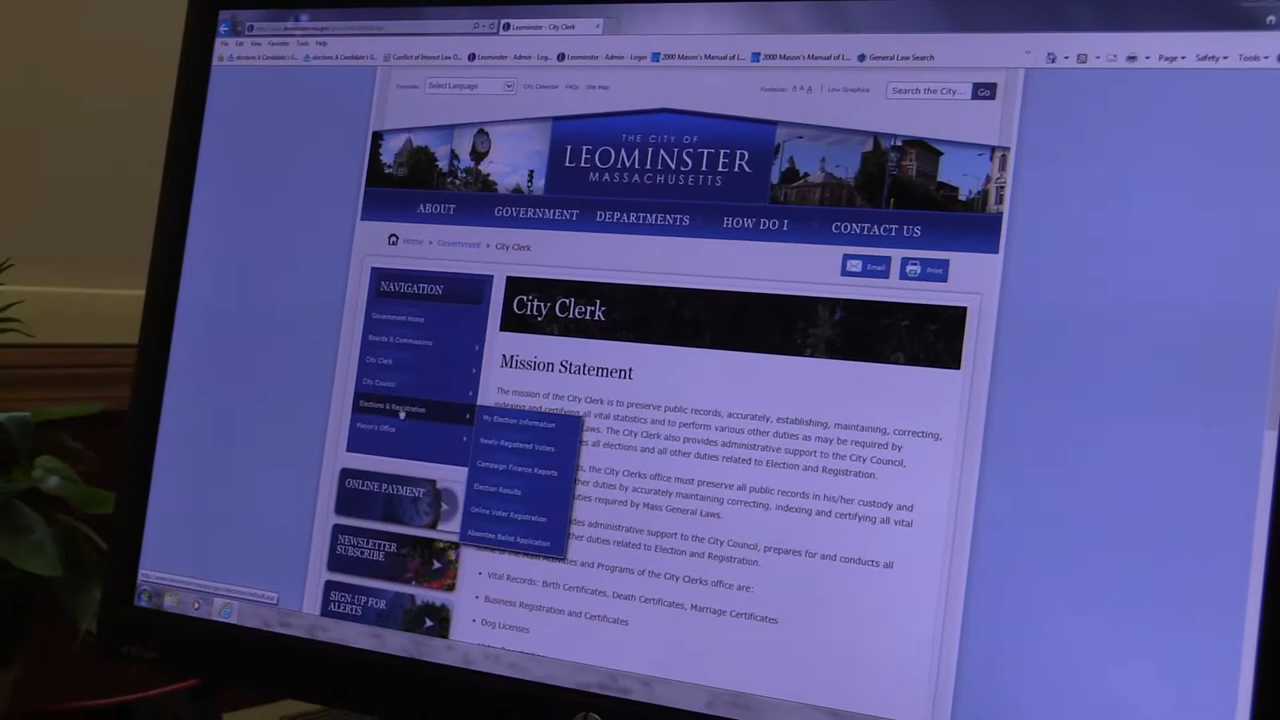 Leominster - City Clerk
File Edit View Favorites Tools Help
Conflict of Interest Law O... Leominster - Admin - Log... Leominster - Admin - Login 2000 Mason's Manual of L... 2000 Mason's Manual of L... General Law Search
Page Safety Tools
Translate: Select Language City Calendar FAQs Site Map
Fontsize: A A A | Low Graphics Search the City... Go
THE CITY OF
LEOMINSTER
MASSACHUSETTS
ABOUT GOVERNMENT DEPARTMENTS HOW DO I CONTACT US
Home » Government » City Clerk
Email Print
NAVIGATION
Government Home
Boards & Commissions
City Clerk
City Council
Elections & Registration
Mayor's Office
My Election Information
Newly-Registered Voters
Campaign Finance Reports
Election Results
Online Voter Registration
Absentee Ballot Application
ONLINE PAYMENT
NEWSLETTER
SUBSCRIBE
SIGN-UP FOR
ALERTS
City Clerk
Mission Statement
The mission of the City Clerk is to preserve public records, accurately, establishing, maintaining, correcting,
indexing and certifying all vital statistics and to perform various other duties as may be required by
Laws. The City Clerk also provides administrative support to the City Council,
es all elections and all other duties related to Election and Registration.
ds, the City Clerks office must preserve all public records in his/her custody and
ther duties by accurately maintaining correcting, indexing and certifying all vital
duties required by Mass General Laws.
ides administrative support to the City Council, prepares for and conducts all
ther duties related to Election and Registration.
Activities and Programs of the City Clerks office are:
• Vital Records: Birth Certificates, Death Certificates, Marriage Certificates
• Business Registration and Certificates
• Dog Licenses